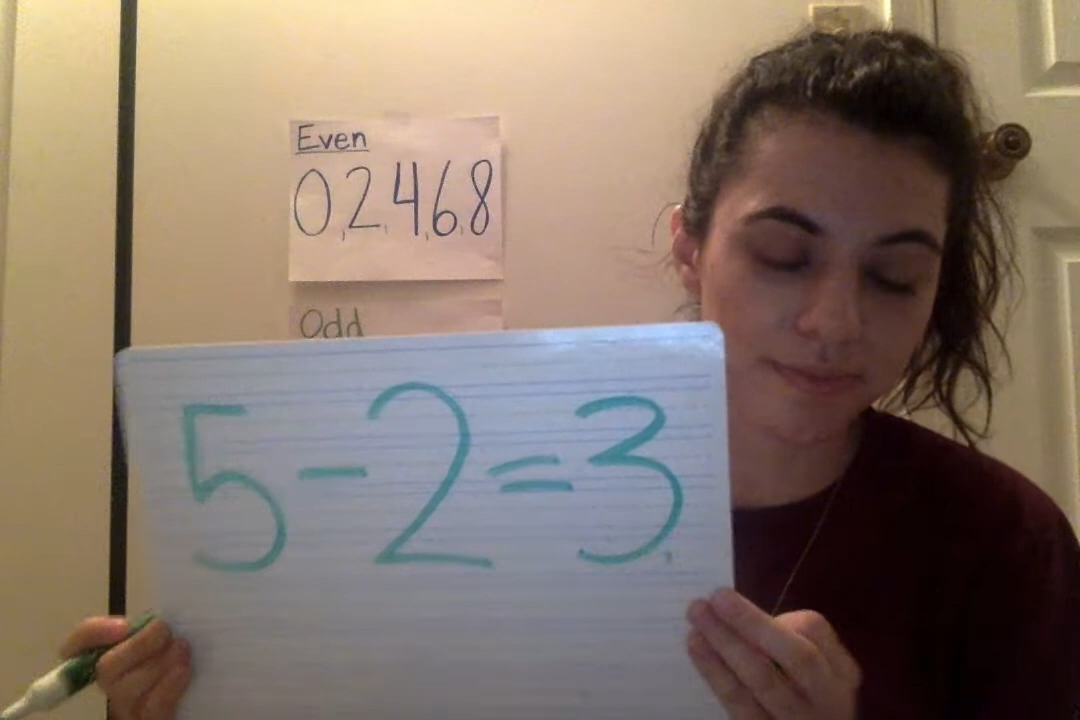 Even
0, 2, 4, 6, 8
Odd
5-2=3